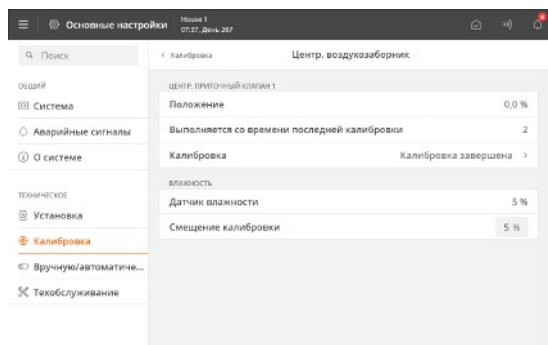 Основные настройки
House 1
07:37, День 267
Поиск
Калибровка
Центр. воздухозаборник
ОБЩИЙ
Система
Аварийные сигналы
О системе
ТЕХНИЧЕСКОЕ
Установка
Калибровка
Вручную/автоматиче...
Техобслуживание
ЦЕНТР. ПРИТОЧНЫЙ КЛАПАН 1
Положение 0,0 %
Выполняется со времени последней калибровки 2
Калибровка Калибровка завершена
ВЛАЖНОСТЬ
Датчик влажности 5 %
Смещение калибровки 5 %